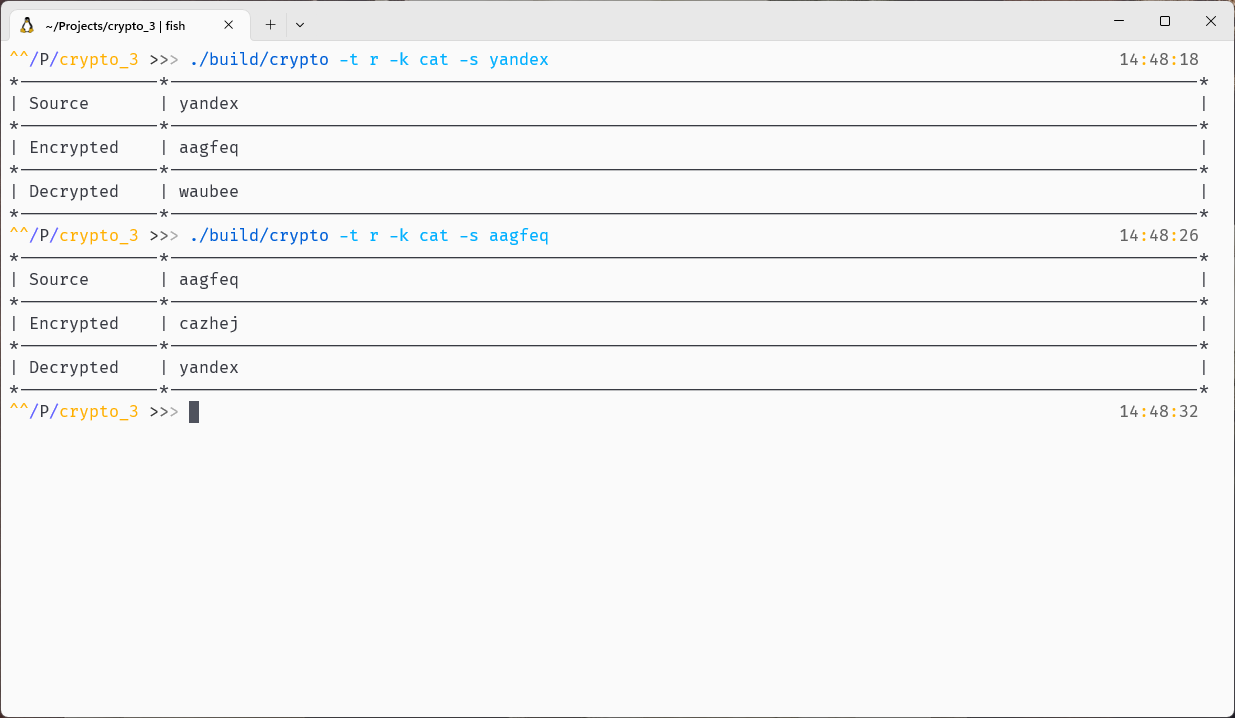 ~/Projects/crypto_3 | fish
^^/P/crypto_3 >>> ./build/crypto -t r -k cat -s yandex 14:48:18
*—*—*
| Source | yandex |
*—*—*
| Encrypted | aagfeq |
*—*—*
| Decrypted | waubee |
*—*—*
^^/P/crypto_3 >>> ./build/crypto -t r -k cat -s aagfeq 14:48:26
*—*—*
| Source | aagfeq |
*—*—*
| Encrypted | cazhej |
*—*—*
| Decrypted | yandex |
*—*—*
^^/P/crypto_3 >>> 14:48:32